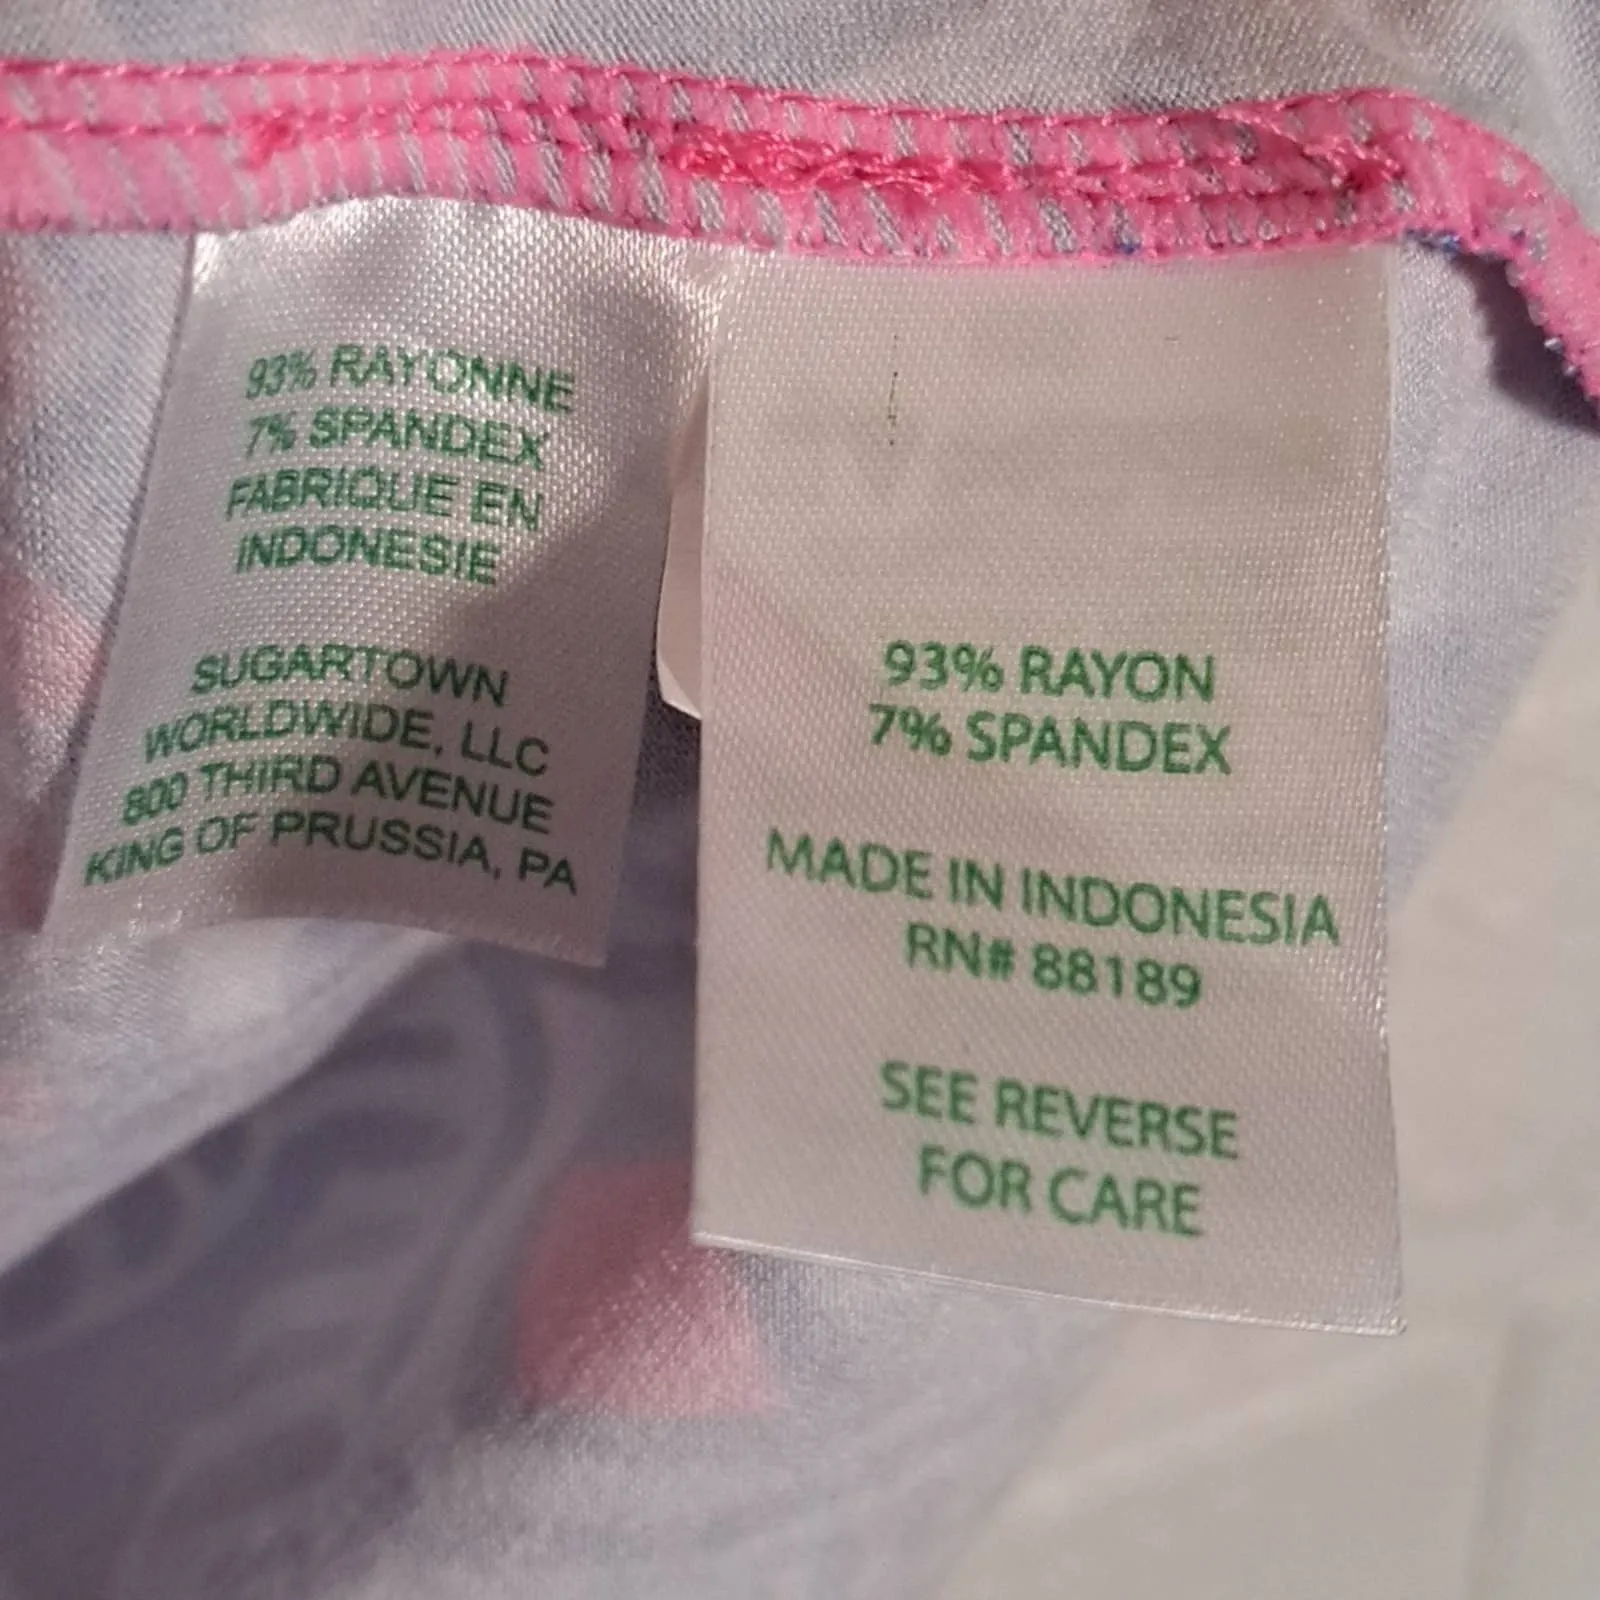 93% RAYONNE
7% SPANDEX
FABRIQUE EN
INDONESIE
SUGARTOWN
WORLDWIDE, LLC
800 THIRD AVENUE
KING OF PRUSSIA, PA
93% RAYON
7% SPANDEX
MADE IN INDONESIA
RN# 88189
SEE REVERSE
FOR CARE